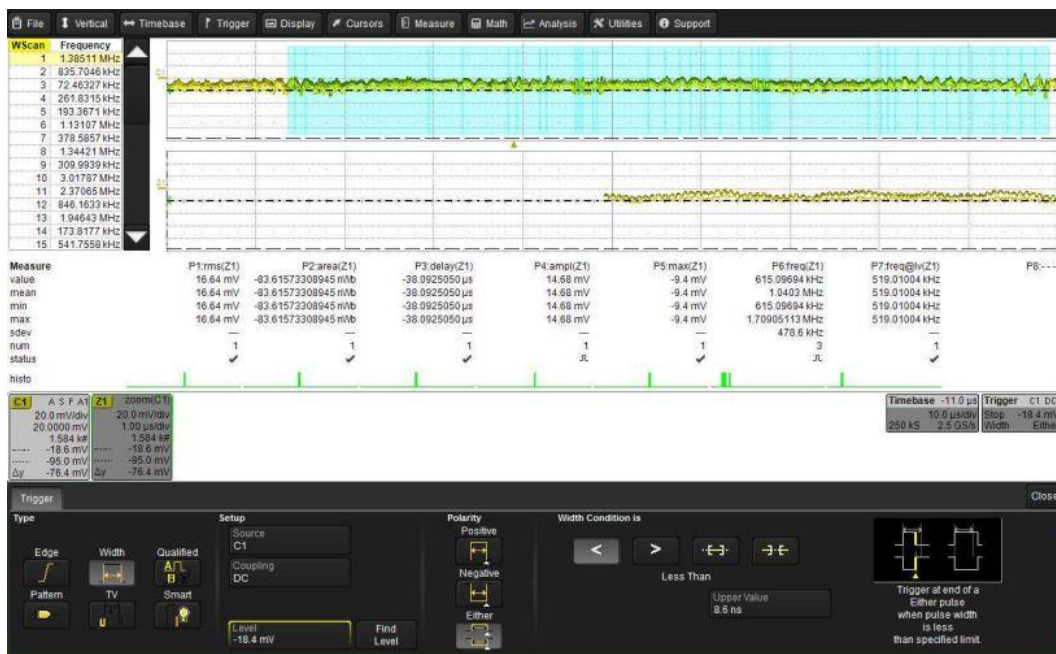 File Vertical Timebase Trigger Display Cursors Measure Math Analysis Utilities Support
WScan Frequency
1 1.38511 MHz
2 835.7046 kHz
3 72.46327 kHz
4 261.8315 kHz
5 193.3671 kHz
6 1.13107 MHz
7 378.5857 kHz
8 1.34421 MHz
9 309.9939 kHz
10 3.01787 MHz
11 2.37065 MHz
12 846.1633 kHz
13 1.94643 MHz
14 173.8177 kHz
15 541.7558 kHz
C1
Z1
Measure P1:rms(Z1) P2:area(Z1) P3:delay(Z1) P4:ampl(Z1) P5:max(Z1) P6:freq(Z1) P7:freq@lv(Z1) P8:---
value 16.64 mV -83.61573308945 nWb -38.0925050 µs 14.68 mV -9.4 mV 615.09694 kHz 519.01004 kHz
mean 16.64 mV -83.61573308945 nWb -38.0925050 µs 14.68 mV -9.4 mV 1.0403 MHz 519.01004 kHz
min 16.64 mV -83.61573308945 nWb -38.0925050 µs 14.68 mV -9.4 mV 615.09694 kHz 519.01004 kHz
max 16.64 mV -83.61573308945 nWb -38.0925050 µs 14.68 mV -9.4 mV 1.70905113 MHz 519.01004 kHz
sdev --- --- --- --- --- 478.6 kHz ---
num 1 1 1 1 1 3 1
status
histo
C1 A S F A1
20.0 mV/div
20.0000 mV
1.584 k#
-18.6 mV
-95.0 mV
Δy -76.4 mV
Z1 zoom(C1)
20.0 mV/div
1.00 µs/div
1.584 k#
-18.6 mV
-95.0 mV
Δy -76.4 mV
Timebase -11.0 µs
10.0 µs/div
250 kS 2.5 GS/s
Trigger C1 DC
Stop -18.4 mV
Width Either
Trigger
Close
Type
Edge Width Qualified
Pattern TV Smart
Setup
Source
C1
Coupling
DC
Level
-18.4 mV
Find
Level
Polarity
Positive
Negative
Either
Width Condition is
< >
Less Than
Upper Value
8.6 ns
Trigger at end of a
Either pulse
when pulse width
is less
than specified limit.